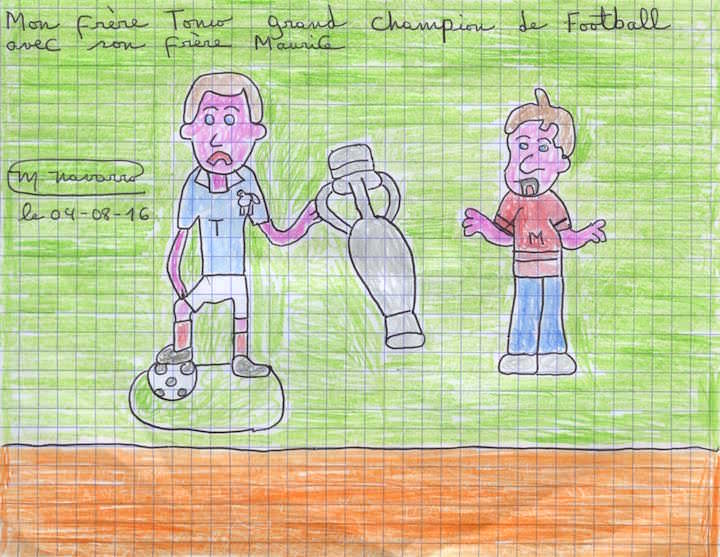 Mon frère Tonio grand champion de Football
avec son frère Maurice
M Navarro
le 04-08-16
T
M